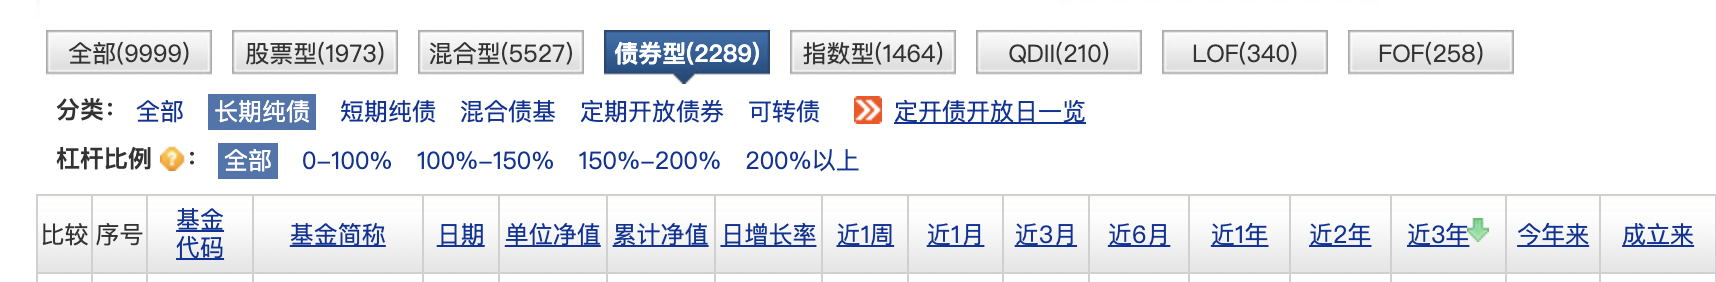 全部(9999) 股票型(1973) 混合型(5527) 债券型(2289) 指数型(1464) QDII(210) LOF(340) FOF(258)
分类： 全部 长期纯债 短期纯债 混合债基 定期开放债券 可转债 定开债开放日一览
杠杆比例 ?： 全部 0-100% 100%-150% 150%-200% 200%以上
比较 序号 基金代码 基金简称 日期 单位净值 累计净值 日增长率 近1周 近1月 近3月 近6月 近1年 近2年 近3年 今年来 成立来